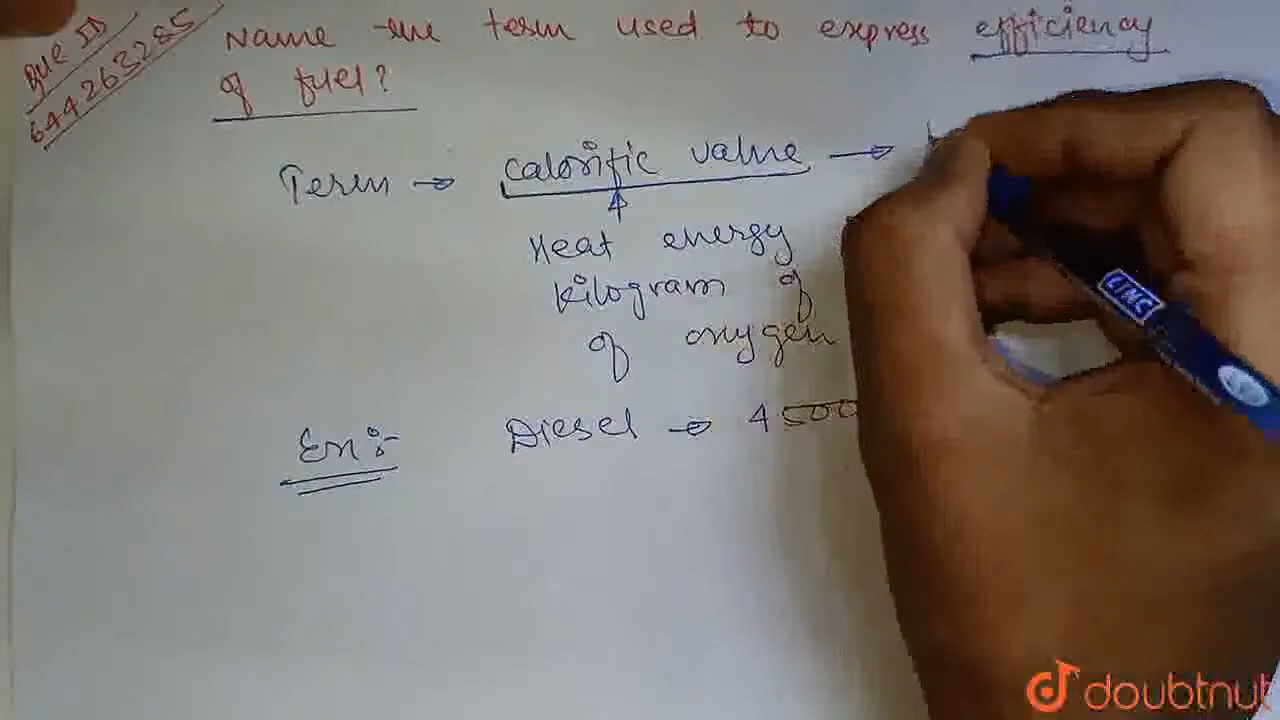 Que ID
644263285
Name the term used to express efficiency
of fuel?
Term → calorific value →
Heat energy
kilogram of
of oxygen
Ex:- Diesel → 4500
LINC
doubtnut